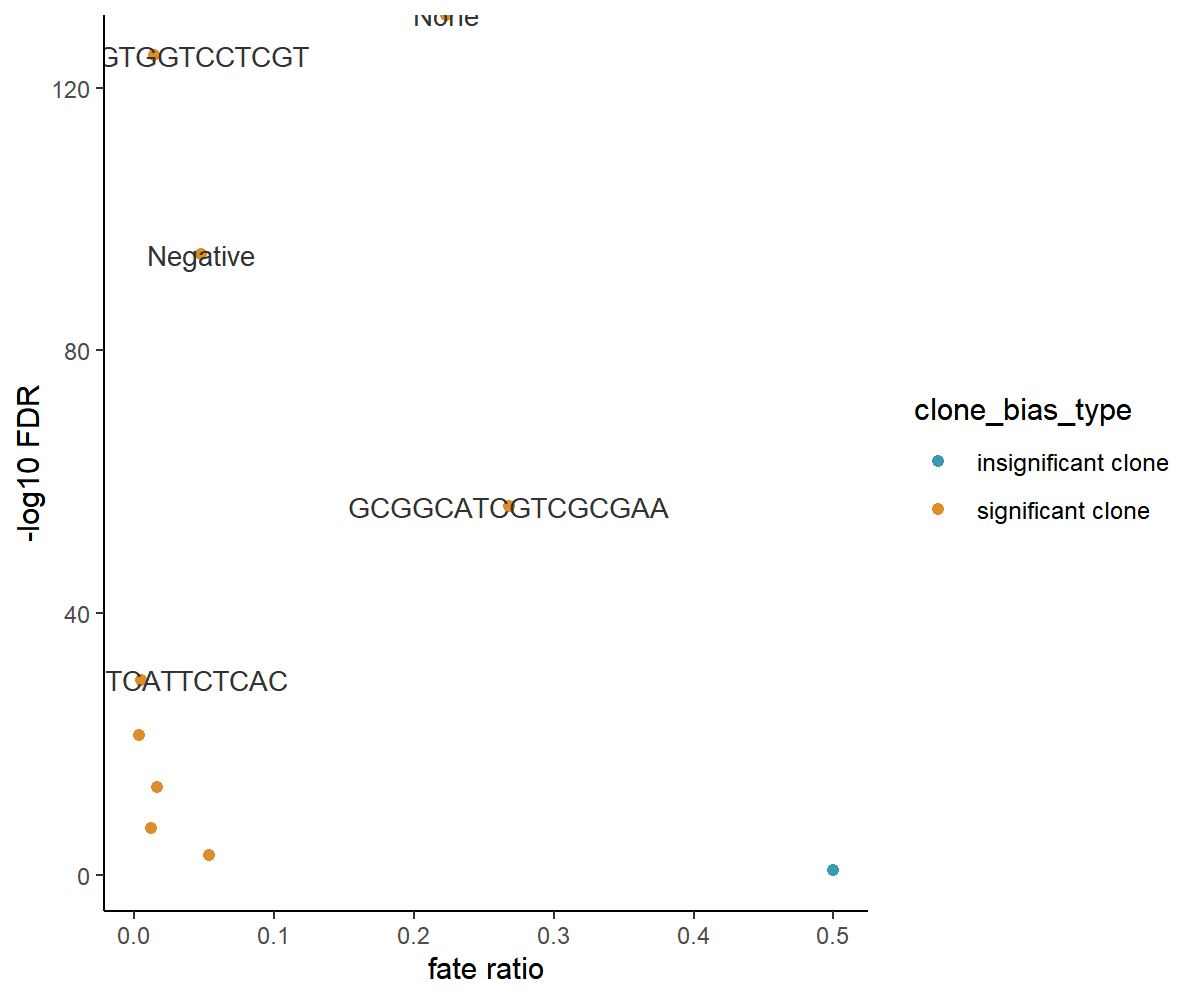 None
GTGGTCCTCGT
120
Negative
80
-log10 FDR
GCGGCATCGTCGCGAA
40
TCATTCTCAC
0
0.0 0.1 0.2 0.3 0.4 0.5
fate ratio
clone_bias_type
insignificant clone
significant clone